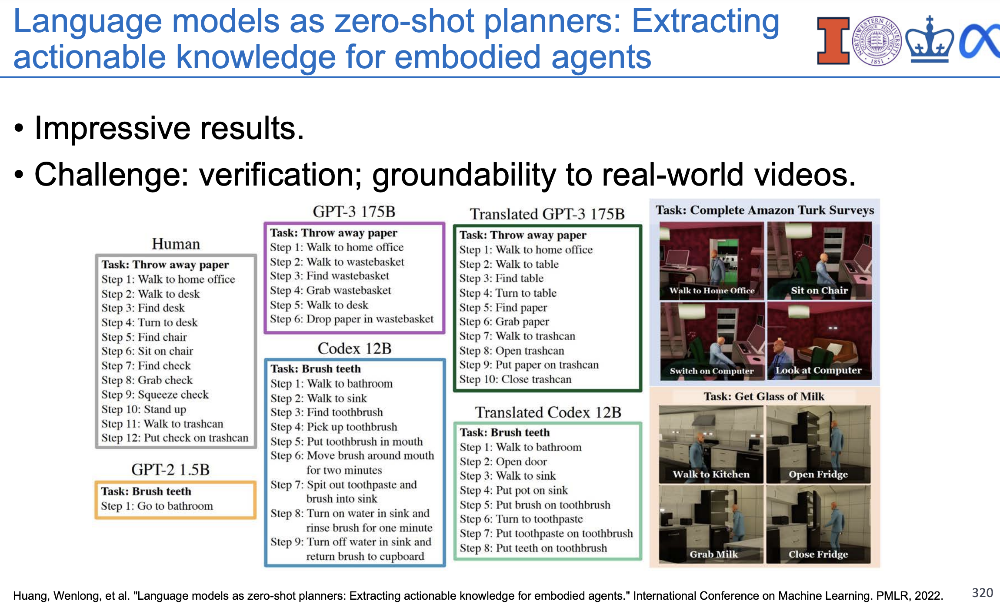 Language models as zero-shot planners: Extracting
actionable knowledge for embodied agents
NORTHWESTERN UNIVERSITY
QUAECUMQUE SUNT VERA
1851
• Impressive results.
• Challenge: verification; groundability to real-world videos.
Human
Task: Throw away paper
Step 1: Walk to home office
Step 2: Walk to desk
Step 3: Find desk
Step 4: Turn to desk
Step 5: Find chair
Step 6: Sit on chair
Step 7: Find check
Step 8: Grab check
Step 9: Squeeze check
Step 10: Stand up
Step 11: Walk to trashcan
Step 12: Put check on trashcan
GPT-2 1.5B
Task: Brush teeth
Step 1: Go to bathroom
GPT-3 175B
Task: Throw away paper
Step 1: Walk to home office
Step 2: Walk to wastebasket
Step 3: Find wastebasket
Step 4: Grab wastebasket
Step 5: Walk to desk
Step 6: Drop paper in wastebasket
Codex 12B
Task: Brush teeth
Step 1: Walk to bathroom
Step 2: Walk to sink
Step 3: Find toothbrush
Step 4: Pick up toothbrush
Step 5: Put toothbrush in mouth
Step 6: Move brush around mouth
for two minutes
Step 7: Spit out toothpaste and
brush into sink
Step 8: Turn on water in sink and
rinse brush for one minute
Step 9: Turn off water in sink and
return brush to cupboard
Translated GPT-3 175B
Task: Throw away paper
Step 1: Walk to home office
Step 2: Walk to table
Step 3: Find table
Step 4: Turn to table
Step 5: Find paper
Step 6: Grab paper
Step 7: Walk to trashcan
Step 8: Open trashcan
Step 9: Put paper on trashcan
Step 10: Close trashcan
Translated Codex 12B
Task: Brush teeth
Step 1: Walk to bathroom
Step 2: Open door
Step 3: Walk to sink
Step 4: Put pot on sink
Step 5: Put brush on toothbrush
Step 6: Turn to toothpaste
Step 7: Put toothpaste on toothbrush
Step 8: Put teeth on toothbrush
Task: Complete Amazon Turk Surveys
Walk to Home Office
Sit on Chair
Switch on Computer
Look at Computer
Task: Get Glass of Milk
Walk to Kitchen
Open Fridge
Grab Milk
Close Fridge
Huang, Wenlong, et al. "Language models as zero-shot planners: Extracting actionable knowledge for embodied agents." International Conference on Machine Learning. PMLR, 2022.
320